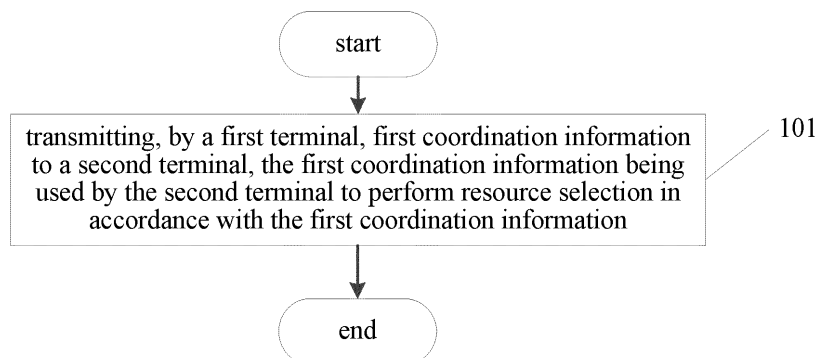 start
transmitting, by a first terminal, first coordination information
to a second terminal, the first coordination information being
used by the second terminal to perform resource selection in
accordance with the first coordination information
101
end